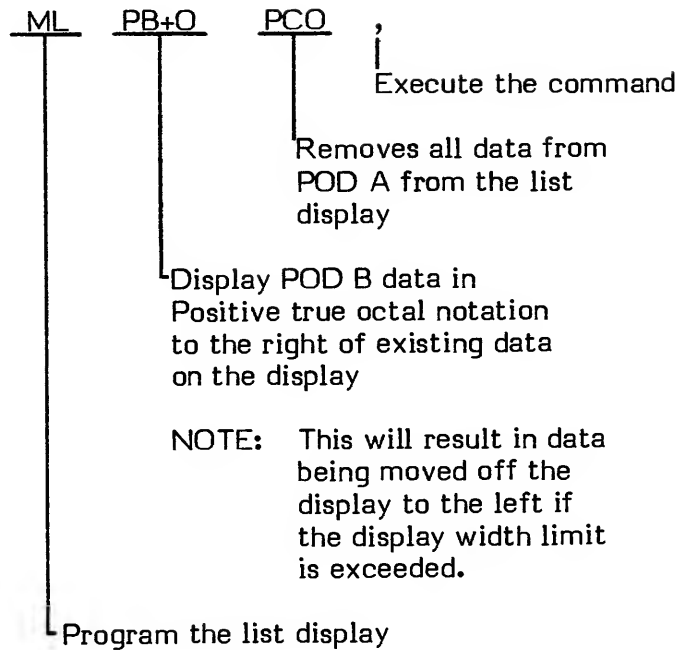 ML PB+O PCO ,
Execute the command
Removes all data from
POD A from the list
display
Display POD B data in
Positive true octal notation
to the right of existing data
on the display
NOTE: This will result in data
being moved off the
display to the left if
the display width limit
is exceeded.
Program the list display